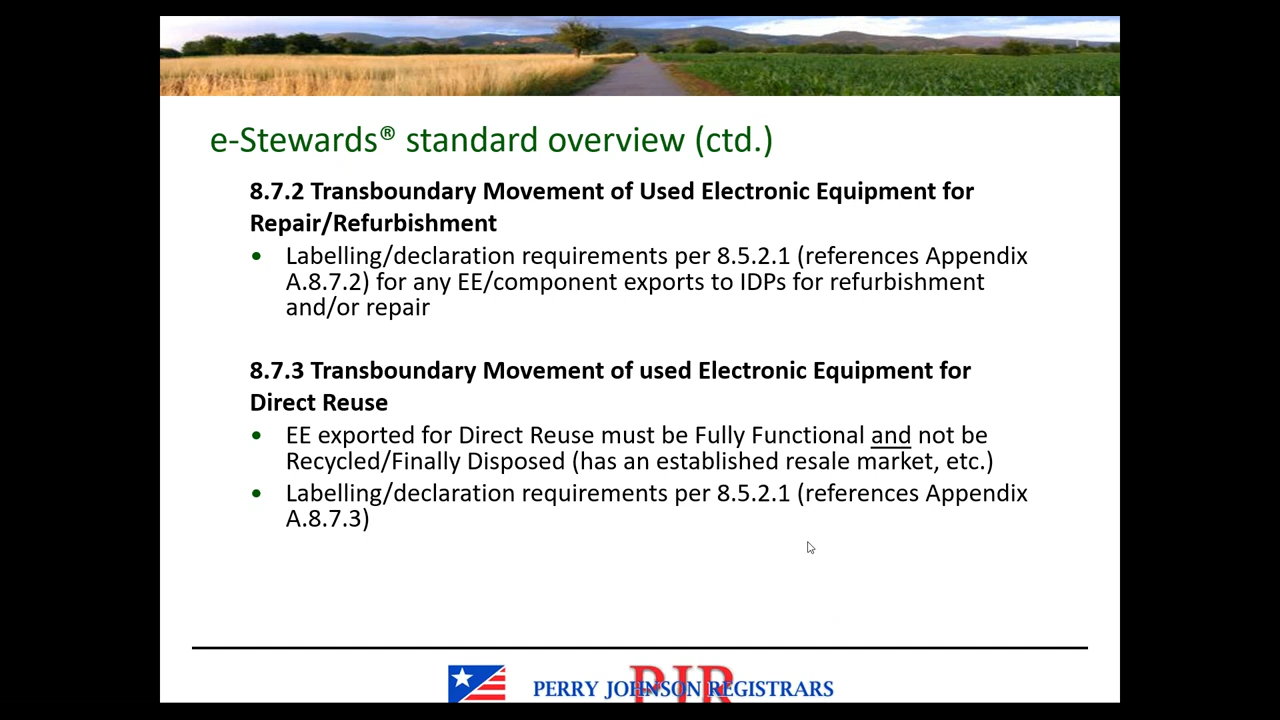 e-Stewards® standard overview (ctd.)
8.7.2 Transboundary Movement of Used Electronic Equipment for
Repair/Refurbishment
• Labelling/declaration requirements per 8.5.2.1 (references Appendix
A.8.7.2) for any EE/component exports to IDPs for refurbishment
and/or repair
8.7.3 Transboundary Movement of used Electronic Equipment for
Direct Reuse
• EE exported for Direct Reuse must be Fully Functional and not be
Recycled/Finally Disposed (has an established resale market, etc.)
• Labelling/declaration requirements per 8.5.2.1 (references Appendix
A.8.7.3)
PJR
PERRY JOHNSON REGISTRARS